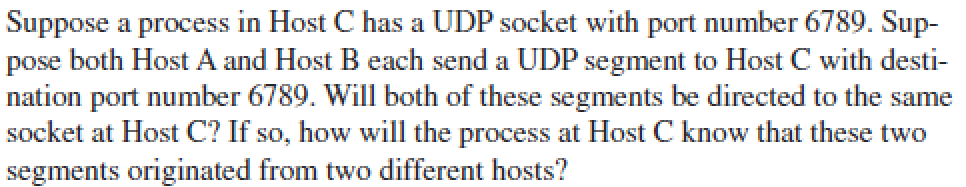 Suppose a process in Host C has a UDP socket with port number 6789. Sup-
pose both Host A and Host B each send a UDP segment to Host C with desti-
nation port number 6789. Will both of these segments be directed to the same
socket at Host C? If so, how will the process at Host C know that these two
segments originated from two different hosts?